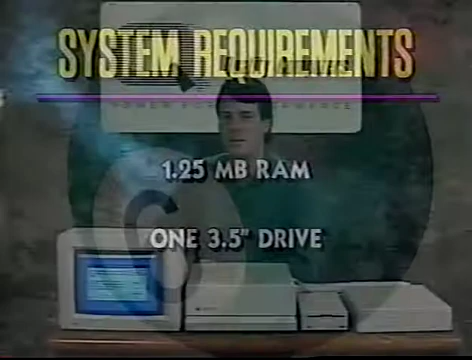 SYSTEM REQUIREMENTS
1.25 MB RAM
ONE 3.5" DRIVE